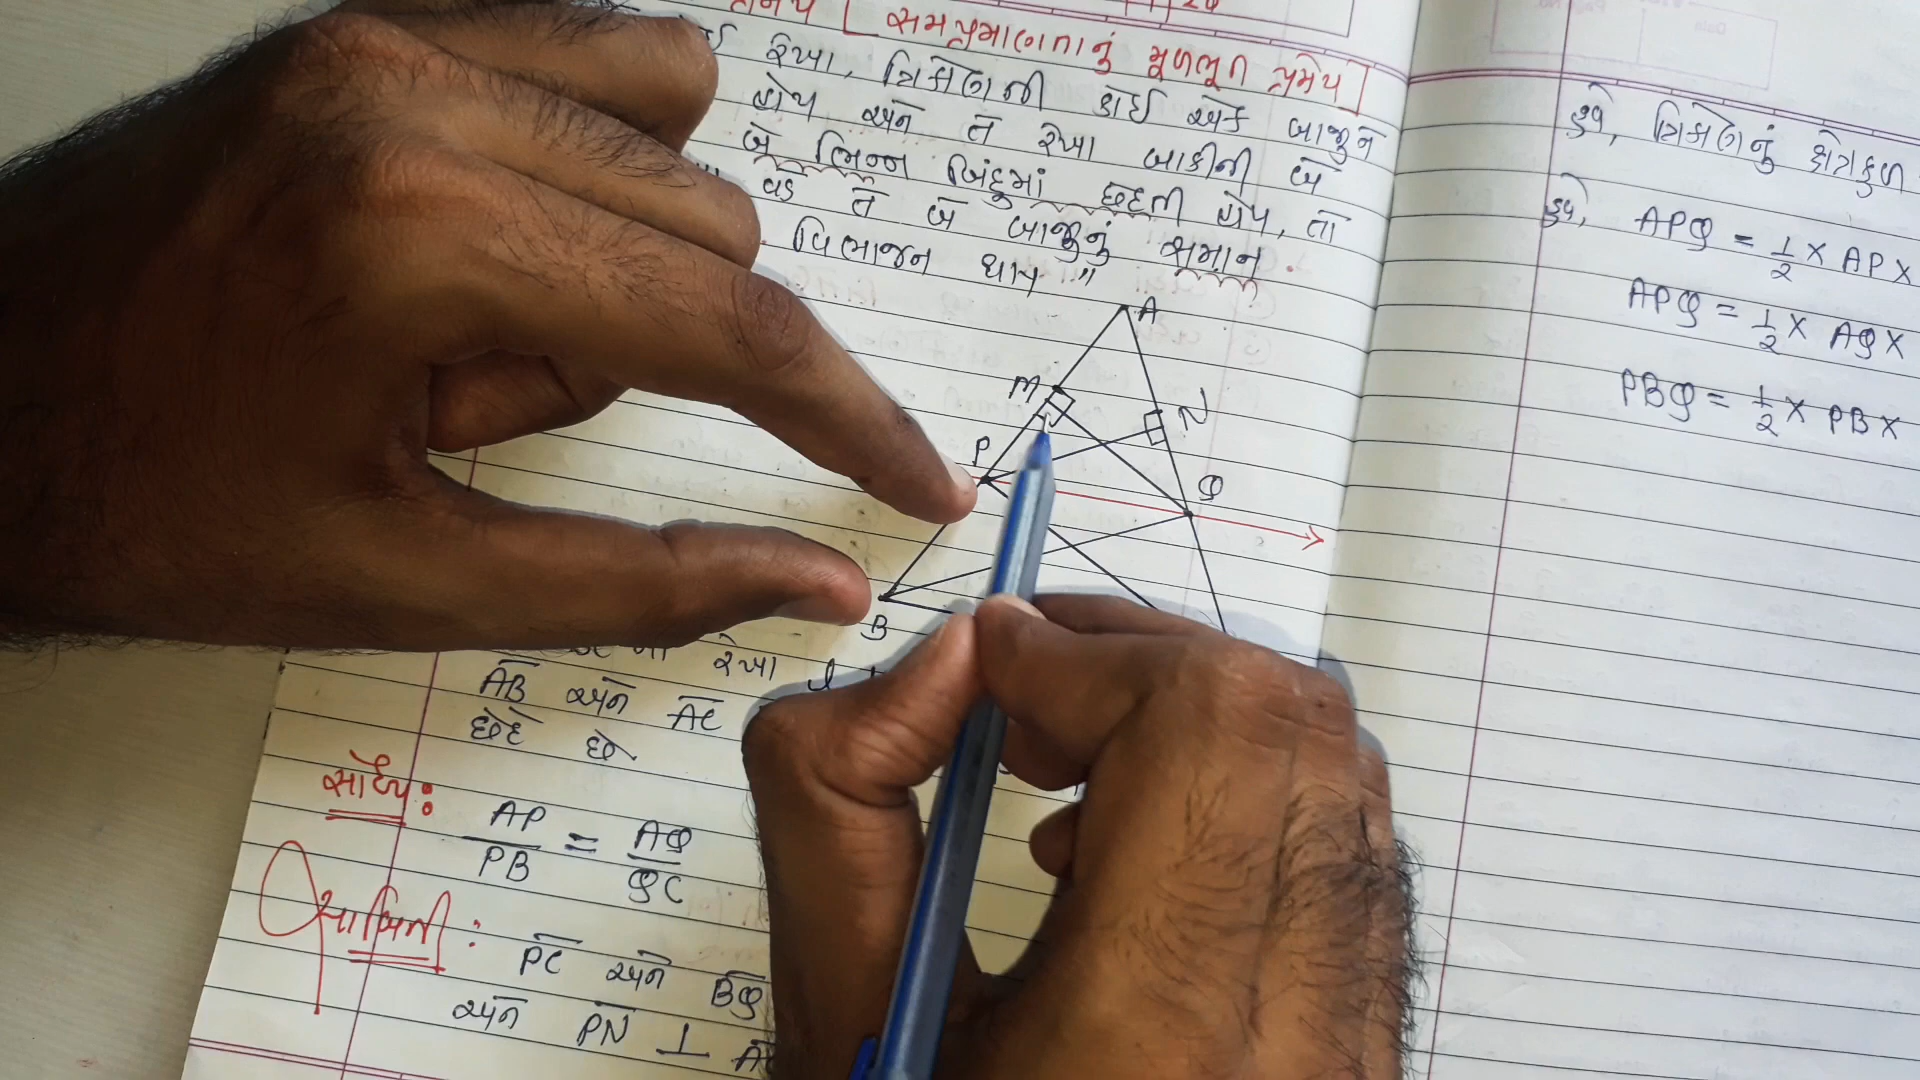 પ્રમેય [ સમપ્રમાણતાનું મૂળભૂત પ્રમેય ]
રેખા, ત્રિકોણની કોઈ એક બાજુને
હોય અને તે રેખા બાકીની બે
બે ભિન્ન બિંદુમાં છેદતી હોય, તો
વડે તે બે બાજુનું સમાન
વિભાજન થાય "
A
M
N
P
Q
B
રેખા l
AB અને AC
છેદે છે.
સાધ્ય :
AP/PB = AQ/QC
સાબિતી :
PC અને BQ
અને PN ⊥
હવે, ત્રિકોણનું ક્ષેત્રફળ
હવે, APQ = 1/2 × AP ×
APQ = 1/2 × AQ ×
PBQ = 1/2 × PB ×